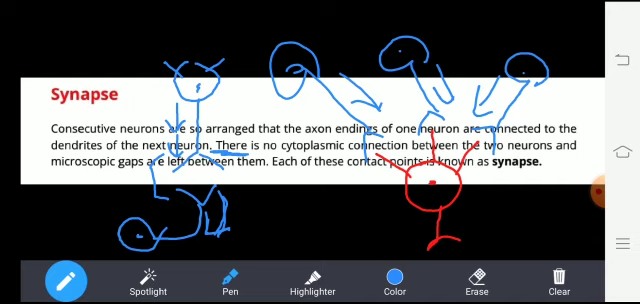 Synapse
Consecutive neurons are so arranged that the axon endings of one neuron are connected to the
dendrites of the next neuron. There is no cytoplasmic connection between the two neurons and
microscopic gaps are left between them. Each of these contact points is known as synapse.
Spotlight Pen Highlighter Color Erase Clear